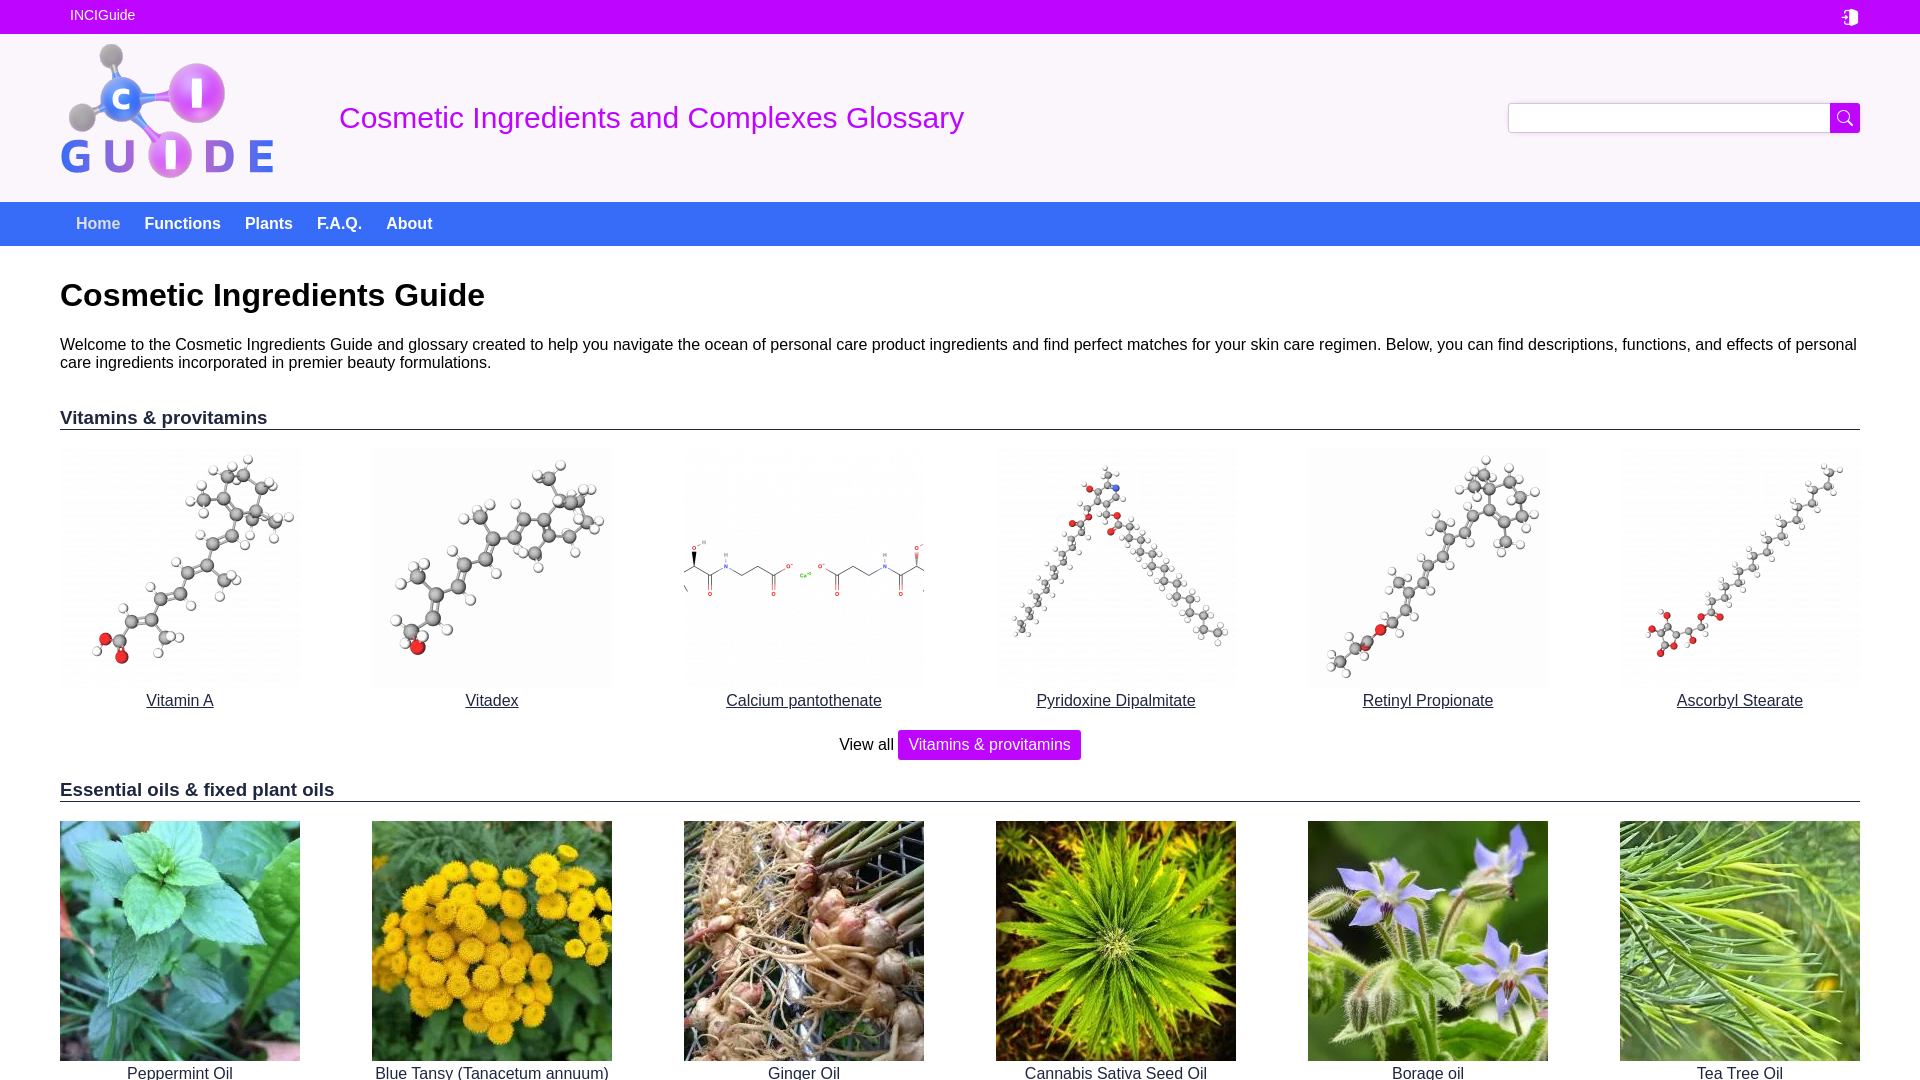 INCIGuide
C I
GUIDE
Cosmetic Ingredients and Complexes Glossary
Home Functions Plants F.A.Q. About
Cosmetic Ingredients Guide
Welcome to the Cosmetic Ingredients Guide and glossary created to help you navigate the ocean of personal care product ingredients and find perfect matches for your skin care regimen. Below, you can find descriptions, functions, and effects of personal
care ingredients incorporated in premier beauty formulations.
Vitamins & provitamins
Vitamin A
Vitadex
Calcium pantothenate
Pyridoxine Dipalmitate
Retinyl Propionate
Ascorbyl Stearate
View all Vitamins & provitamins
Essential oils & fixed plant oils
Peppermint Oil
Blue Tansy (Tanacetum annuum)
Ginger Oil
Cannabis Sativa Seed Oil
Borage oil
Tea Tree Oil